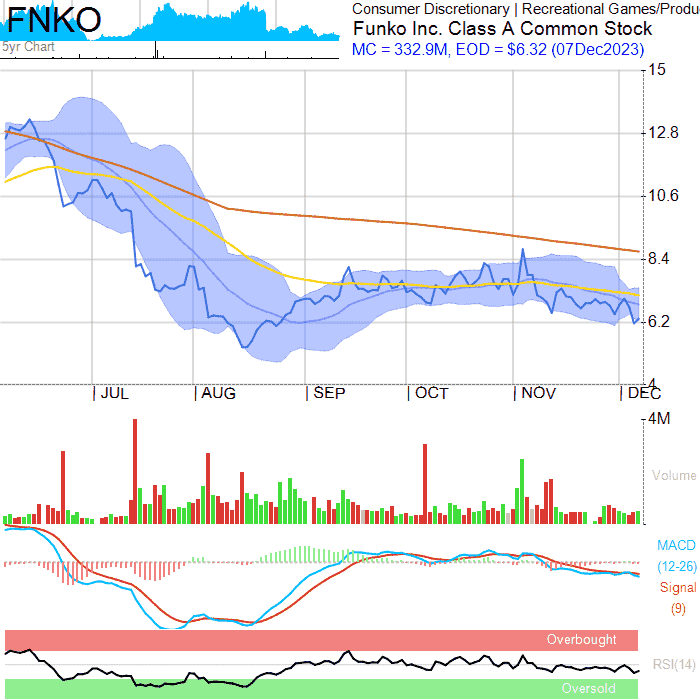 FNKO
5yr Chart
Consumer Discretionary | Recreational Games/Produ
Funko Inc. Class A Common Stock
MC = 332.9M, EOD = $6.32 (07Dec2023)
15
12.8
10.6
8.4
6.2
4
JUL AUG SEP OCT NOV DEC
4M
Volume
MACD
(12-26)
Signal
(9)
Overbought
RSI(14)
Oversold